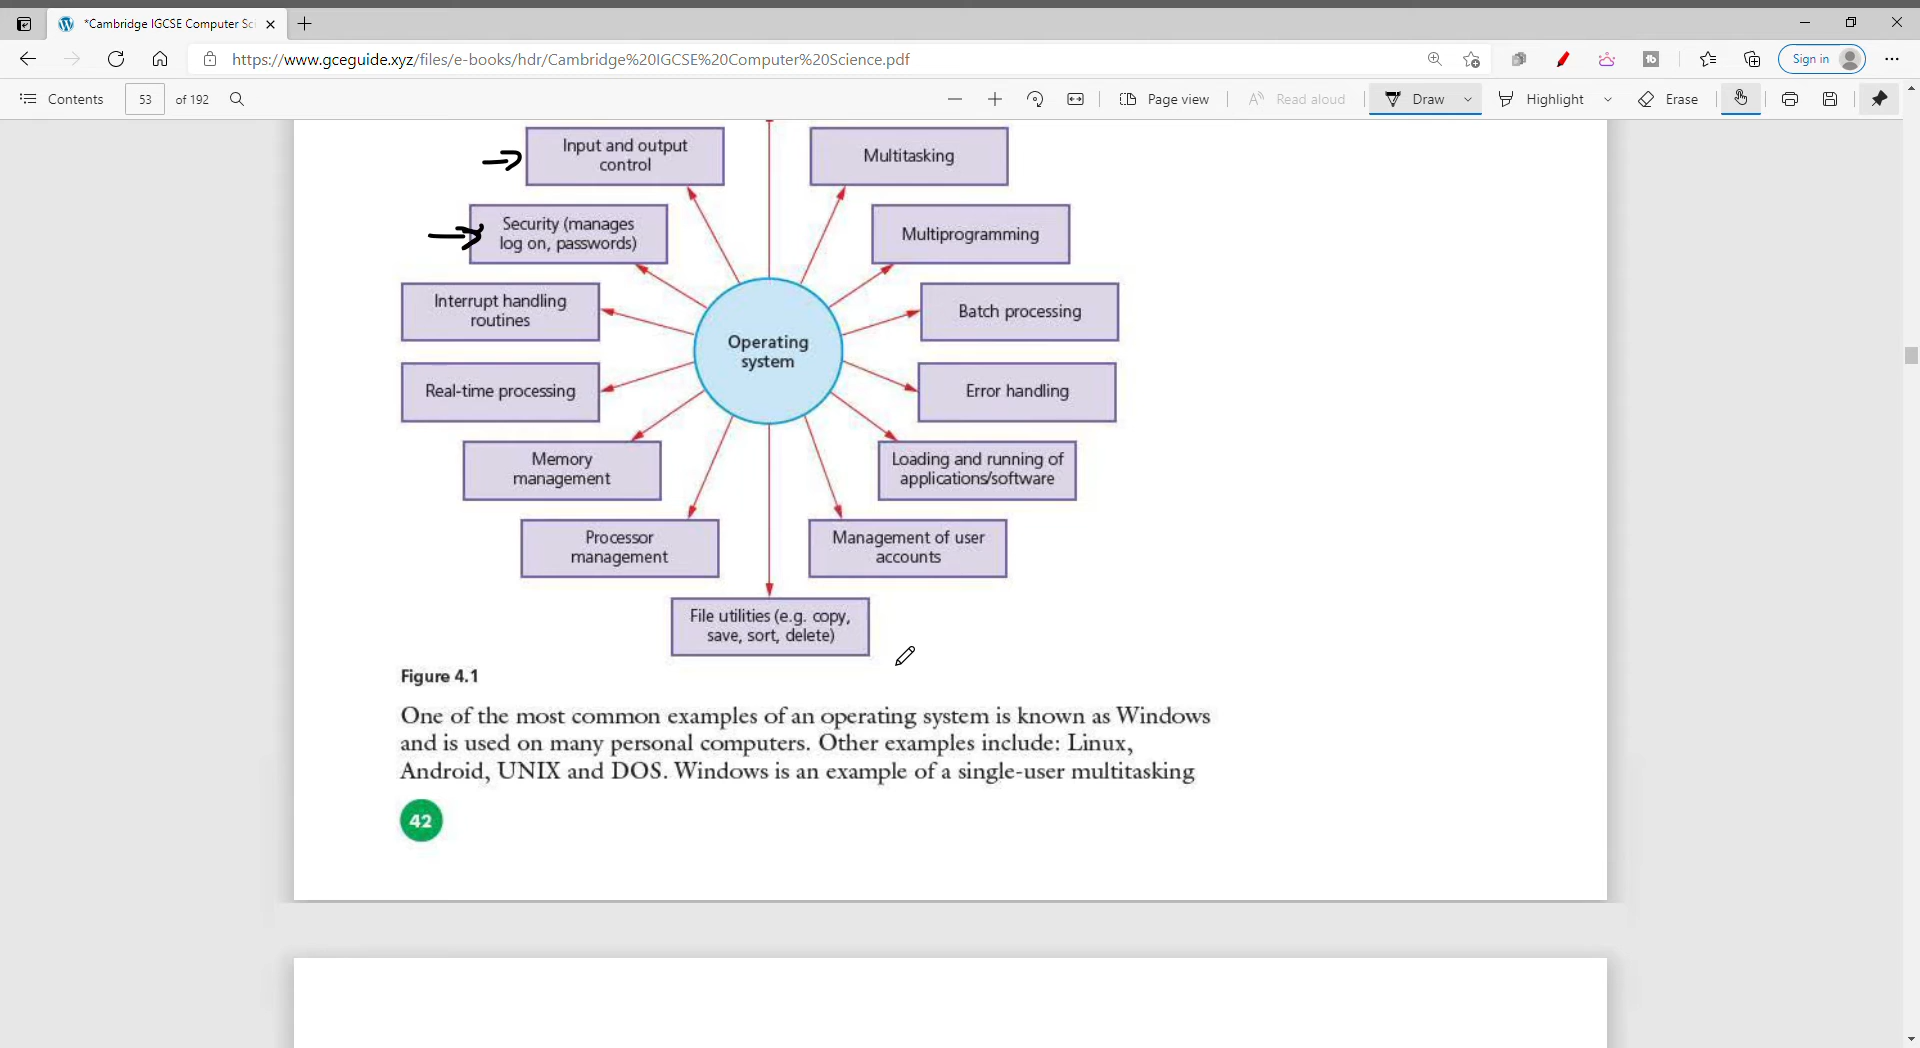 *Cambridge IGCSE Computer Sc
https://www.gceguide.xyz/files/e-books/hdr/Cambridge%20IGCSE%20Computer%20Science.pdf
Sign in
Contents
53 of 192
Page view
Read aloud
Draw
Highlight
Erase
Input and output
control
Multitasking
Security (manages
log on, passwords)
Multiprogramming
Interrupt handling
routines
Batch processing
Operating
system
Real-time processing
Error handling
Memory
management
Loading and running of
applications/software
Processor
management
Management of user
accounts
File utilities (e.g. copy,
save, sort, delete)
Figure 4.1
One of the most common examples of an operating system is known as Windows
and is used on many personal computers. Other examples include: Linux,
Android, UNIX and DOS. Windows is an example of a single-user multitasking
42